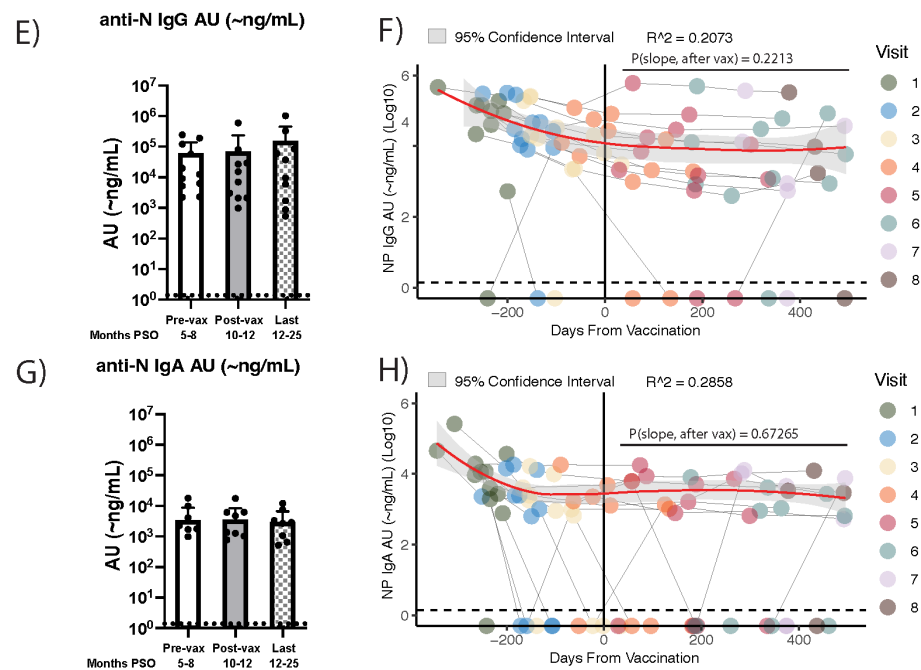 E)
anti-N IgG AU (~ng/mL)
AU (~ng/mL)
10⁷
10⁶
10⁵
10⁴
10³
10²
10¹
10⁰
Pre-vax Post-vax Last
Months PSO 5-8 10-12 12-25
F)
95% Confidence Interval R^2 = 0.2073
P(slope, after vax) = 0.2213
NP IgG AU (~ng/mL) (Log10)
6
4
2
0
−200 0 200 400
Days From Vaccination
Visit
1
2
3
4
5
6
7
8
G)
anti-N IgA AU (~ng/mL)
AU (~ng/mL)
10⁷
10⁶
10⁵
10⁴
10³
10²
10¹
10⁰
Pre-vax Post-vax Last
Months PSO 5-8 10-12 12-25
H)
95% Confidence Interval R^2 = 0.2858
P(slope, after vax) = 0.67265
NP IgA AU (~ng/mL) (Log10)
6
4
2
0
−200 0 200 400
Days From Vaccination
Visit
1
2
3
4
5
6
7
8